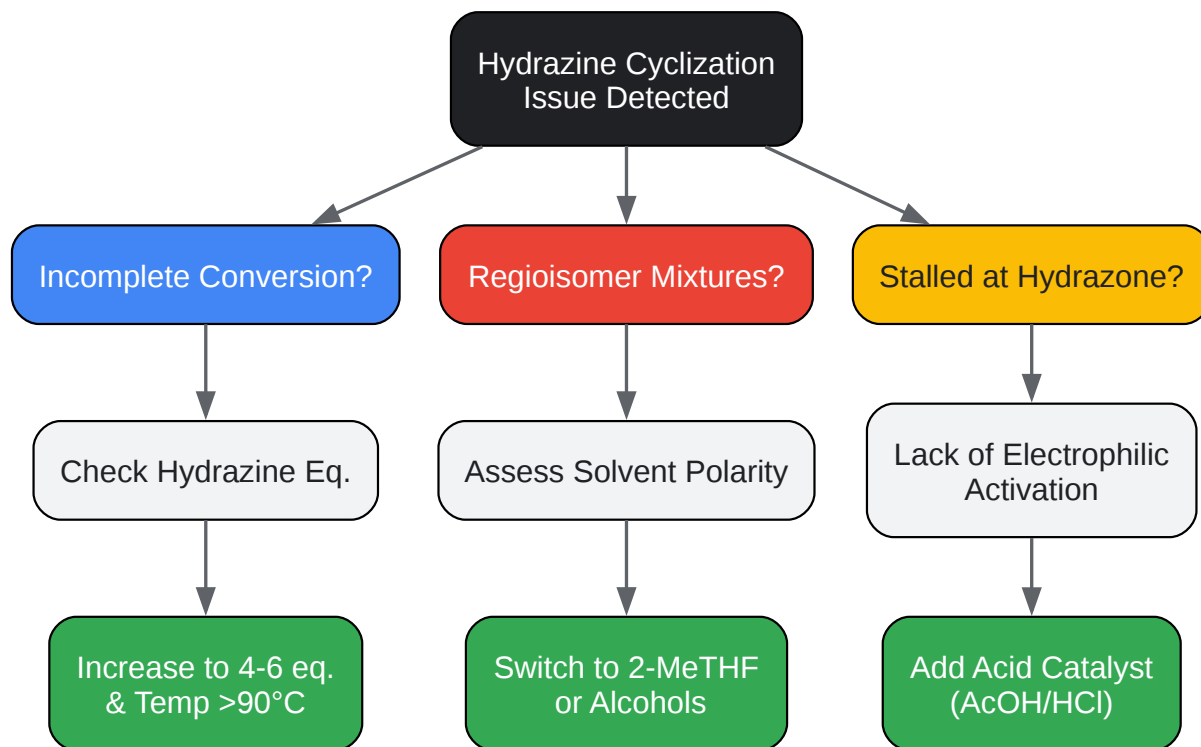 Hydrazine Cyclization
Issue Detected
Incomplete Conversion?
Regioisomer Mixtures?
Stalled at Hydrazone?
Check Hydrazine Eq.
Assess Solvent Polarity
Lack of Electrophilic
Activation
Increase to 4-6 eq.
& Temp >90°C
Switch to 2-MeTHF
or Alcohols
Add Acid Catalyst
(AcOH/HCl)